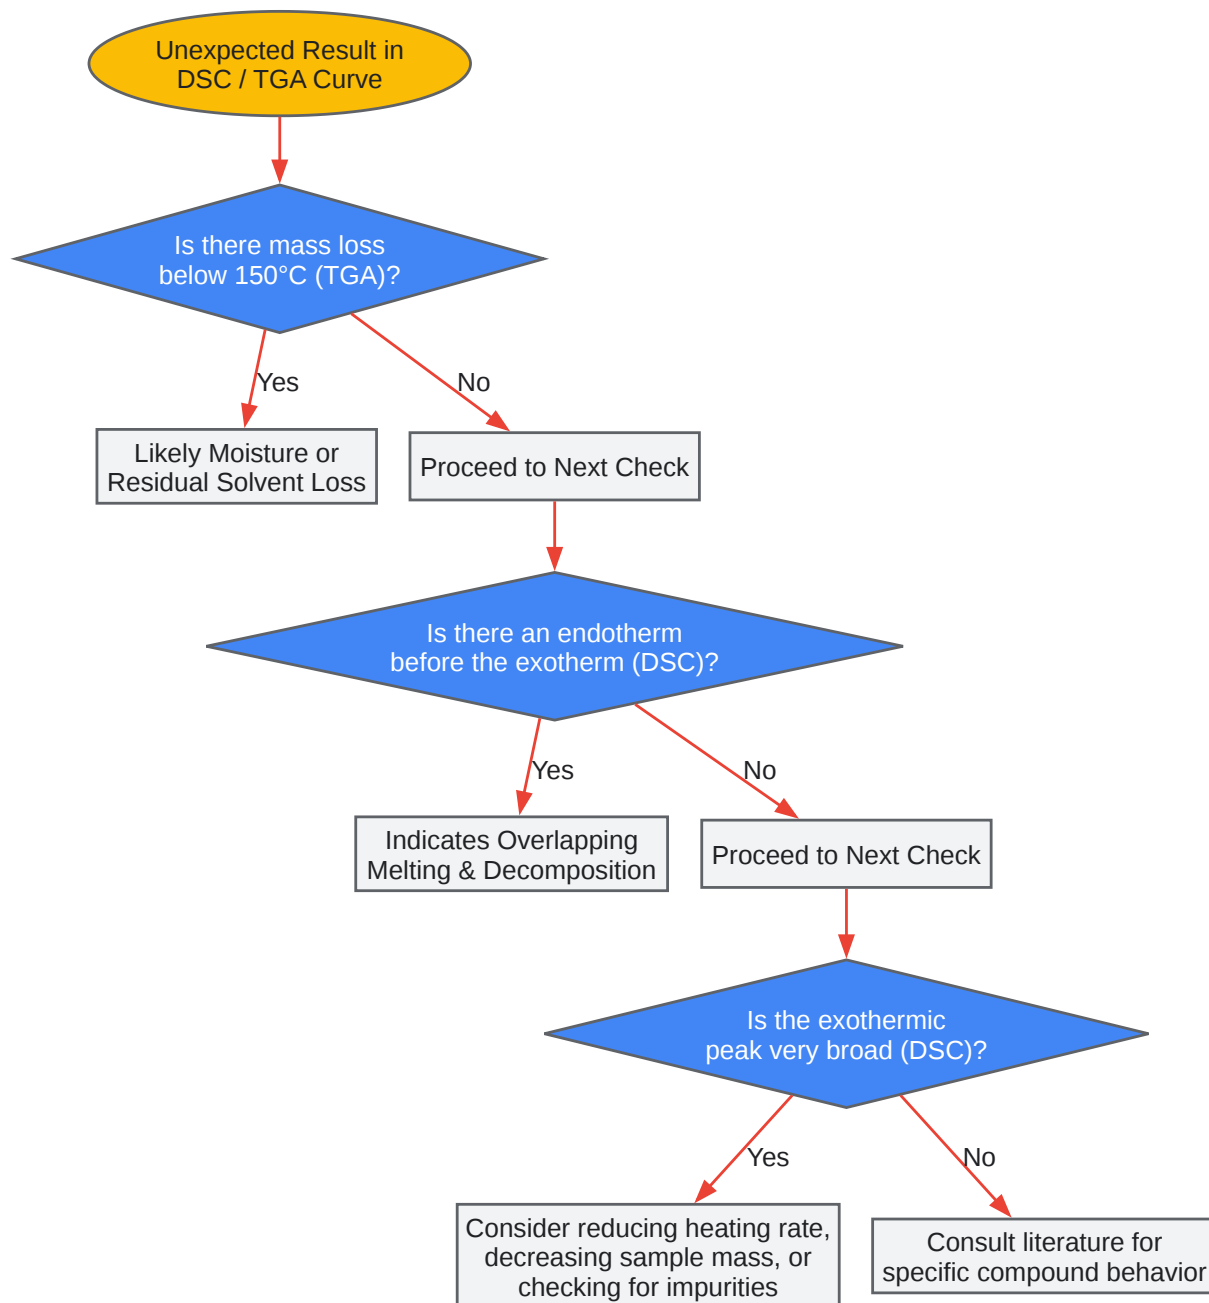 Unexpected Result in
DSC / TGA Curve
Is there mass loss
below 150°C (TGA)?
Yes
No
Likely Moisture or
Residual Solvent Loss
Proceed to Next Check
Is there an endotherm
before the exotherm (DSC)?
Yes
No
Indicates Overlapping
Melting & Decomposition
Proceed to Next Check
Is the exothermic
peak very broad (DSC)?
Yes
No
Consider reducing heating rate,
decreasing sample mass, or
checking for impurities
Consult literature for
specific compound behavior